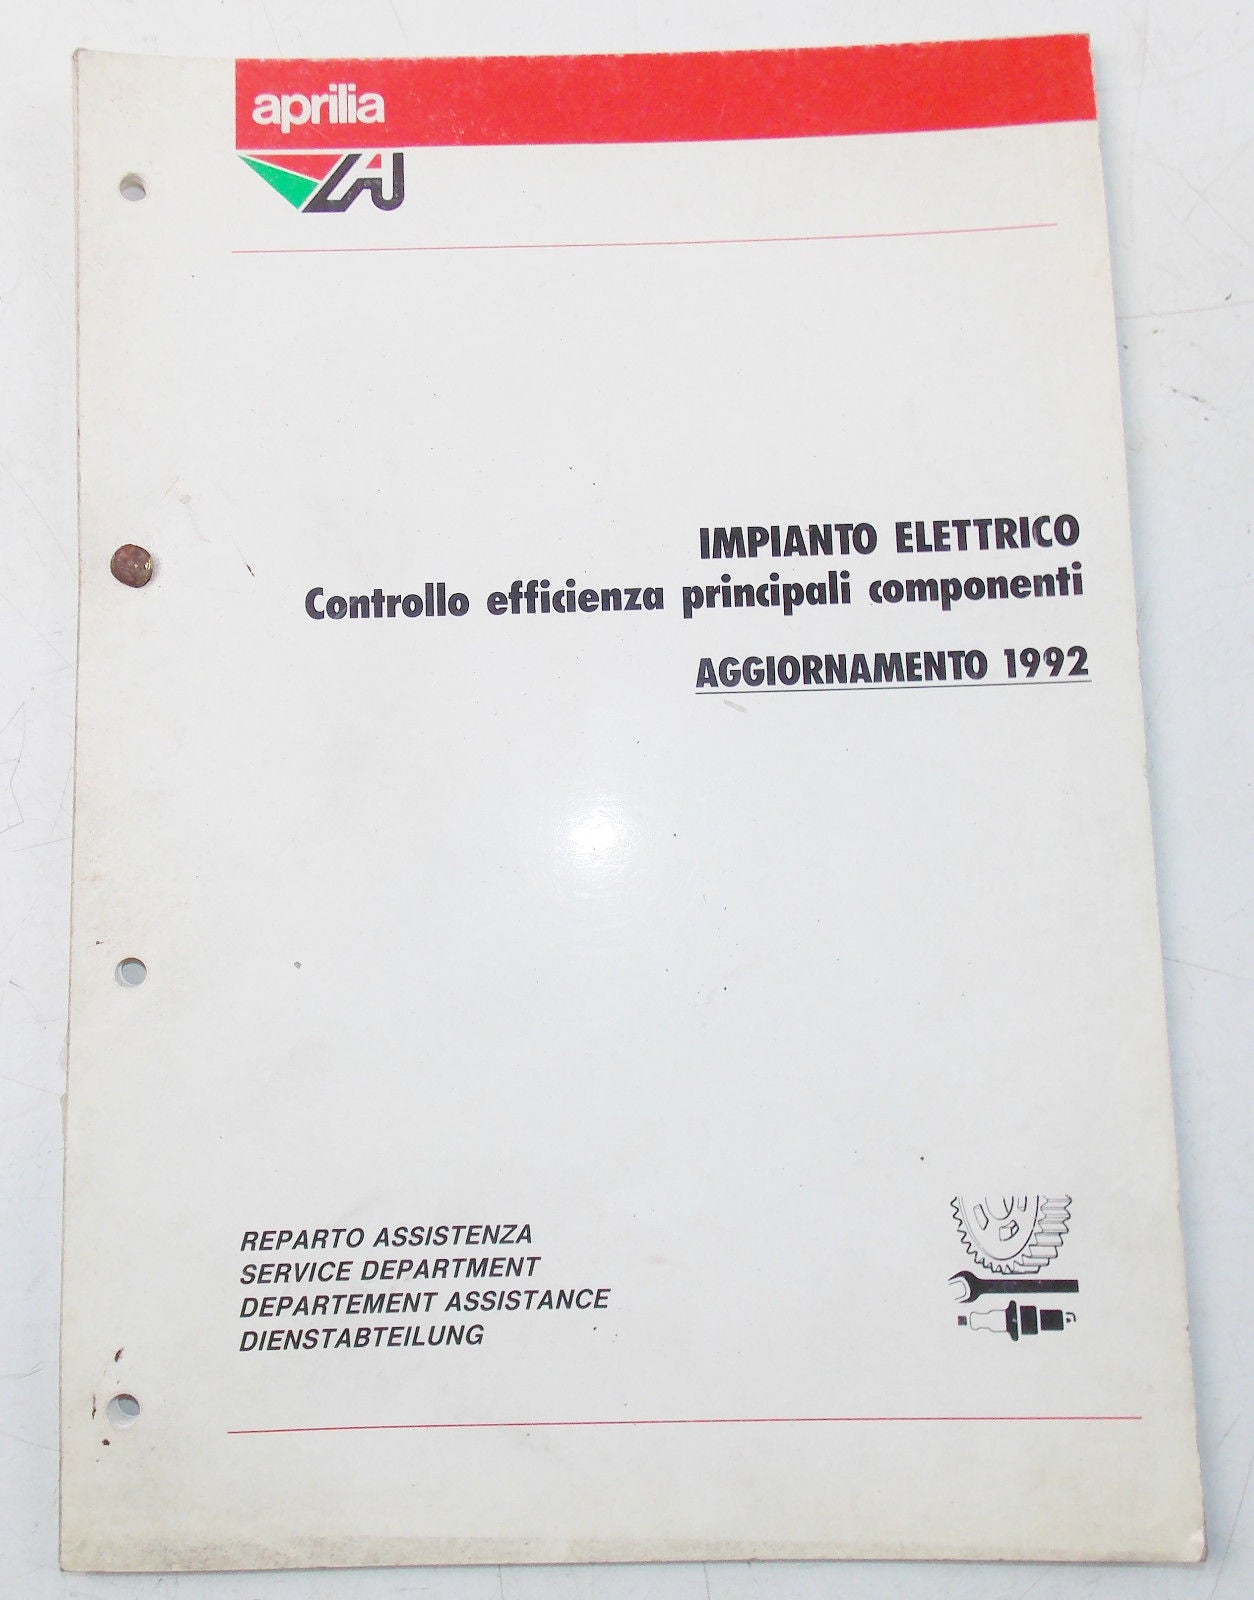 aprilia
IMPIANTO ELETTRICO
Controllo efficienza principali componenti
AGGIORNAMENTO 1992
REPARTO ASSISTENZA
SERVICE DEPARTMENT
DEPARTEMENT ASSISTANCE
DIENSTABTEILUNG